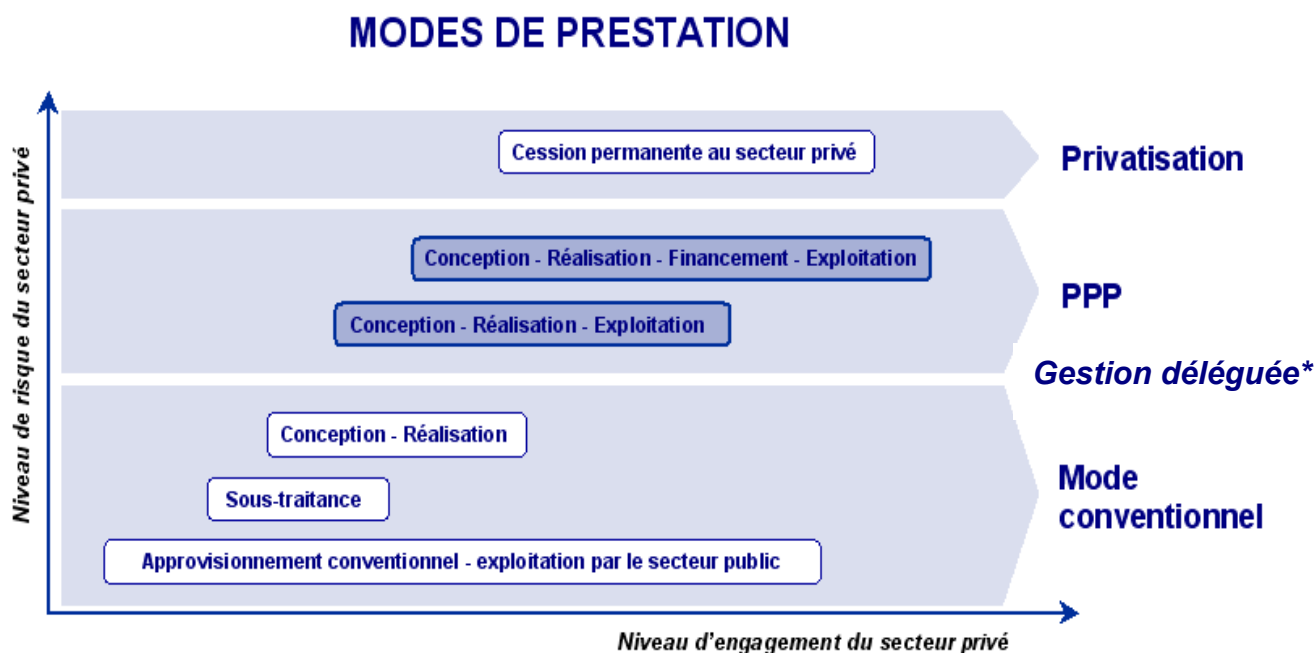 MODES DE PRESTATION
Niveau de risque du secteur privé
Cession permanente au secteur privé
Privatisation
Conception - Réalisation - Financement - Exploitation
Conception - Réalisation - Exploitation
PPP
Gestion déléguée*
Conception - Réalisation
Sous-traitance
Approvisionnement conventionnel - exploitation par le secteur public
Mode
conventionnel
Niveau d'engagement du secteur privé